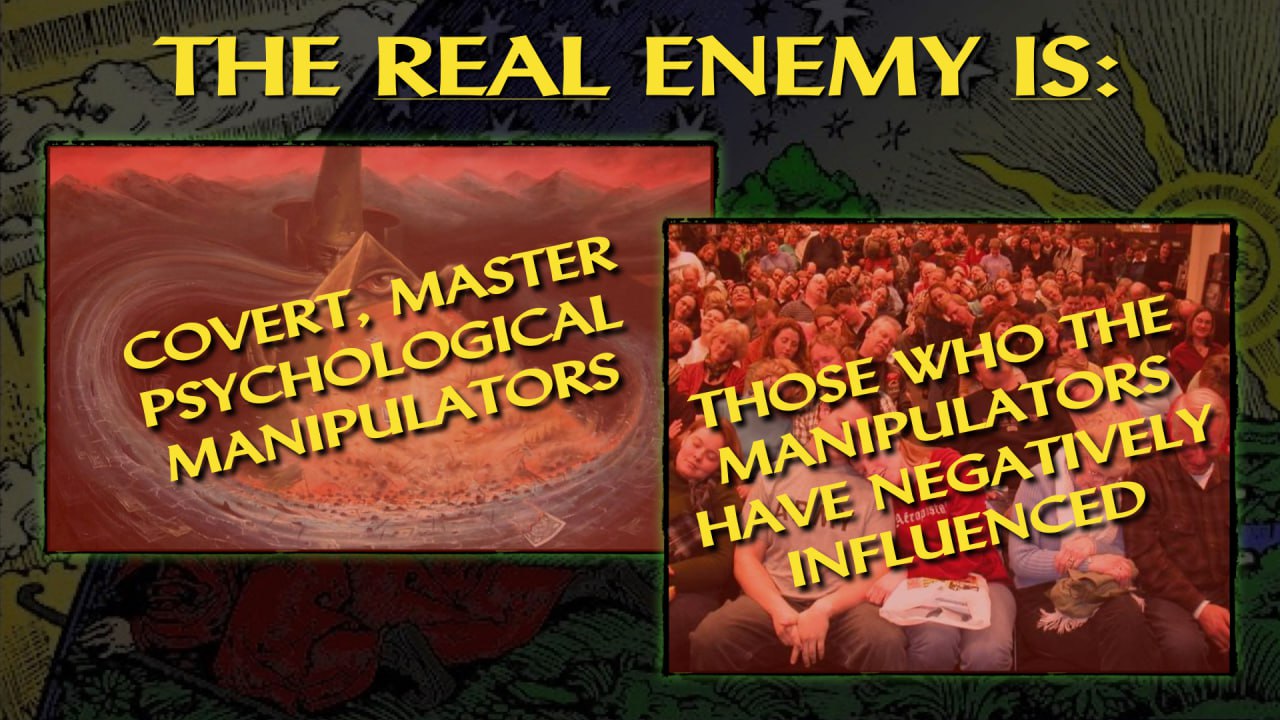 THE REAL ENEMY IS:
COVERT, MASTER
PSYCHOLOGICAL
MANIPULATORS
THOSE WHO THE
MANIPULATORS
HAVE NEGATIVELY
INFLUENCED